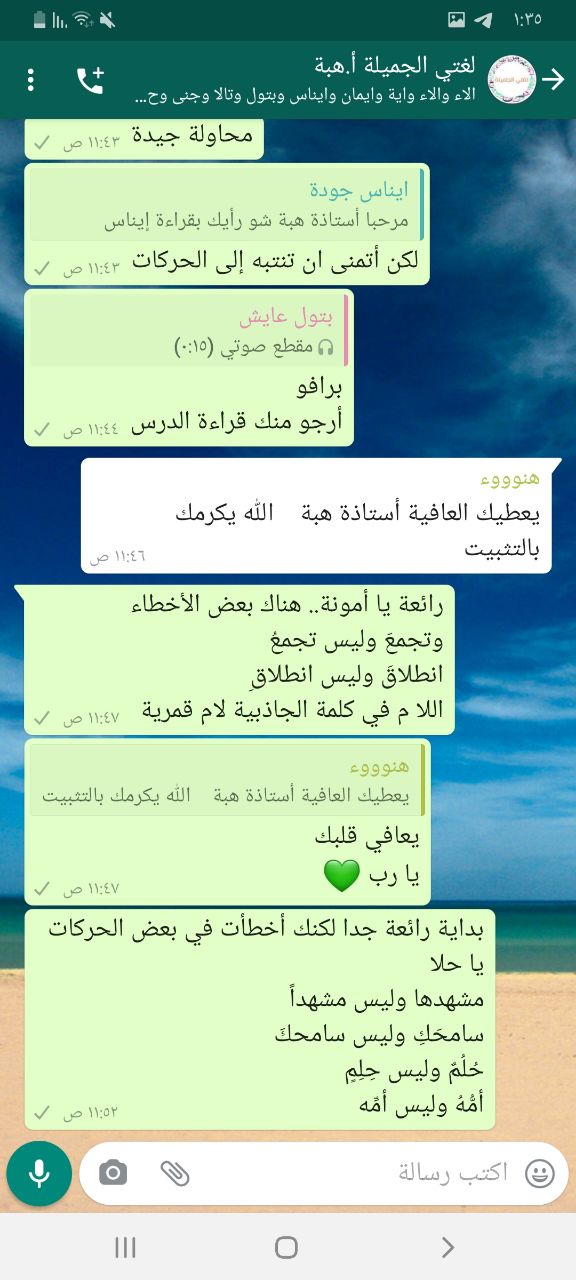 ١:٣٥
لغتي الجميلة أ.هبة
الاء والاء واية وايمان وايناس وبتول وتالا وجنى وح...
محاولة جيدة
١١:٤٣ ص
ايناس جودة
مرحبا أستاذة هبة شو رأيك بقراءة إيناس
لكن أتمنى ان تنتبه إلى الحركات
١١:٤٣ ص
بتول عايش
مقطع صوتي (٠:١٥)
برافو
أرجو منك قراءة الدرس
١١:٤٤ ص
هنوووء
يعطيك العافية أستاذة هبة الله يكرمك
بالتثبيت
١١:٤٦ ص
رائعة يا أمونة.. هناك بعض الأخطاء
وتجمعَ وليس تجمعُ
انطلاقَ وليس انطلاقِ
اللا م في كلمة الجاذبية لام قمرية
١١:٤٧ ص
هنوووء
يعطيك العافية أستاذة هبة الله يكرمك بالتثبيت
يعافي قلبك
يا رب 💚
١١:٤٧ ص
بداية رائعة جدا لكنك أخطأت في بعض الحركات
يا حلا
مشهدها وليس مشهداً
سامحَكِ وليس سامحكَ
حُلُمٌ وليس حِلِمٍ
أمُّهُ وليس أمّه
١١:٥٢ ص
اكتب رسالة